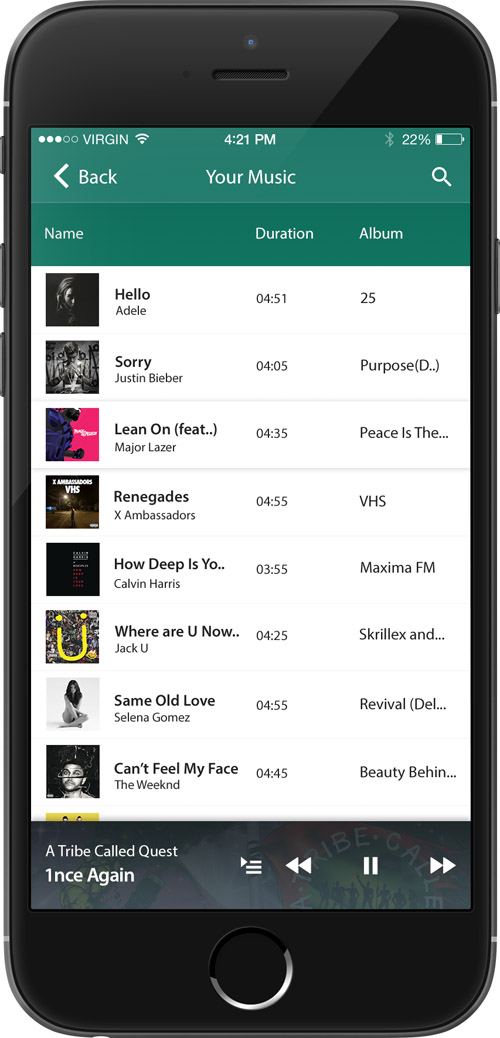 VIRGIN 4:21 PM 22%
Back Your Music
Name Duration Album
Hello 04:51 25
Adele
Sorry 04:05 Purpose(D..)
Justin Bieber
Lean On (feat..) 04:35 Peace Is The...
Major Lazer
X AMBASSADORS
VHS
Renegades 04:55 VHS
X Ambassadors
CALVIN
HARRIS
How Deep Is Yo.. 03:55 Maxima FM
Calvin Harris
Where are U Now.. 04:25 Skrillex and...
Jack U
Same Old Love 04:55 Revival (Del...
Selena Gomez
Can't Feel My Face 04:45 Beauty Behin...
The Weeknd
A Tribe Called Quest
1nce Again
A TRIBE CALLE